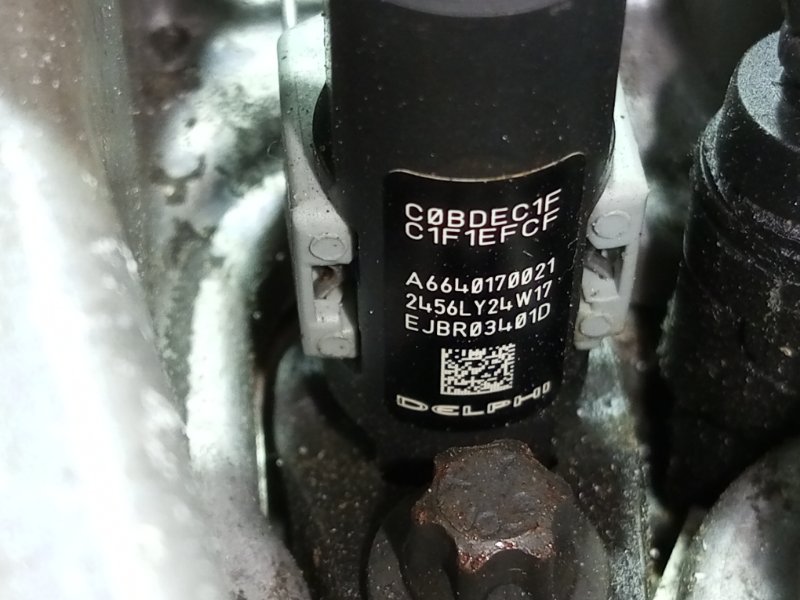 C0BDEC1F
C1F1EFCF
A6640170021
2456LY24W17
EJBR03401D
DELPHI